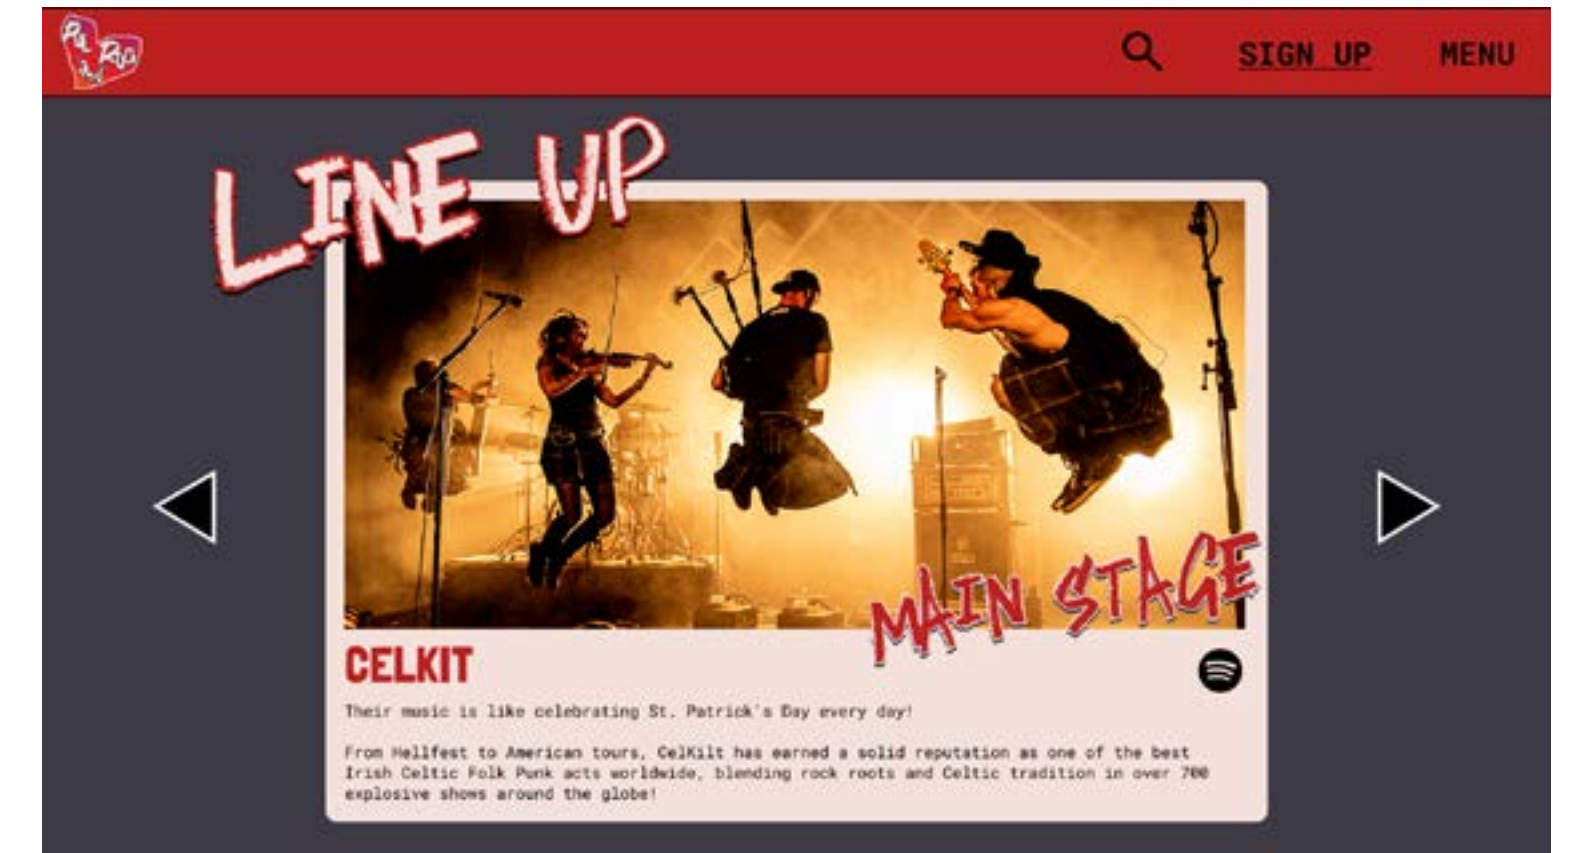 SIGN UP
MENU
LINE UP
MAIN STAGE
CELKIT
Their music is like celebrating St. Patrick's Day every day!
From Hellfest to American tours, CelKilt has earned a solid reputation as one of the best
Irish Celtic Folk Punk acts worldwide, blending rock roots and Celtic tradition in over 700
explosive shows around the globe!